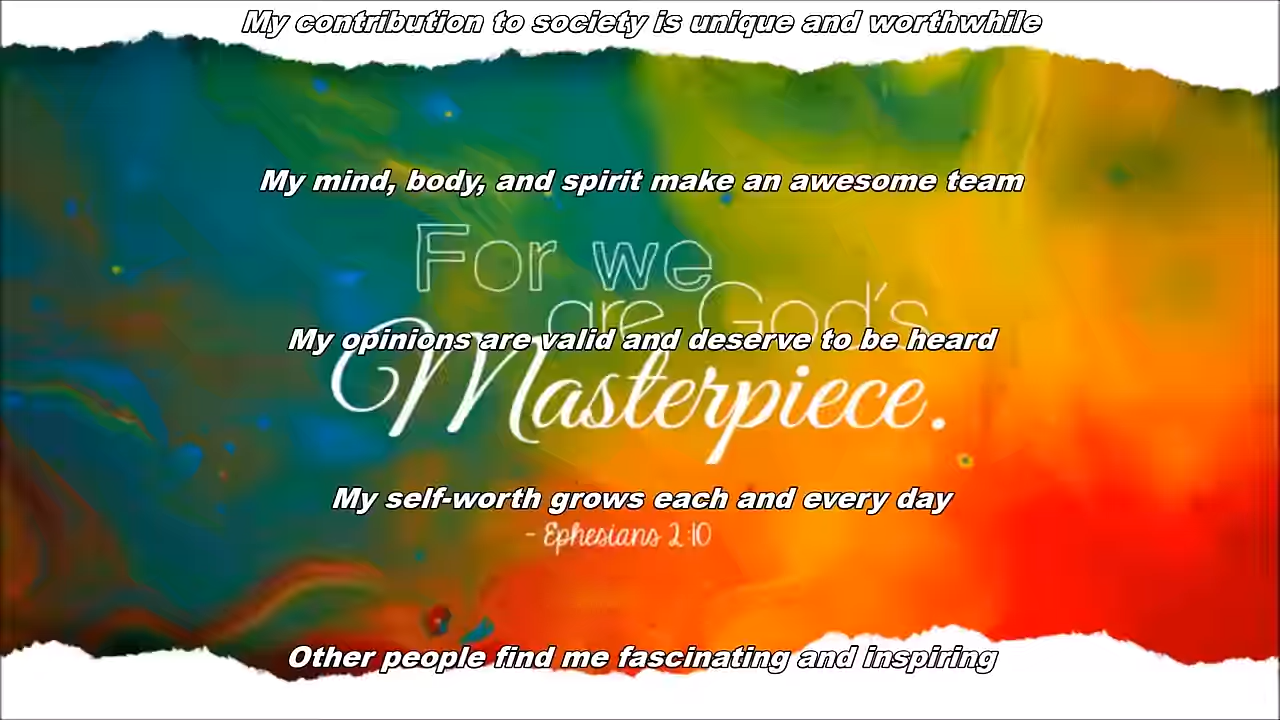 My contribution to society is unique and worthwhile
My mind, body, and spirit make an awesome team
For we
are God's
My opinions are valid and deserve to be heard
Masterpiece.
My self-worth grows each and every day
- Ephesians 2:10
Other people find me fascinating and inspiring